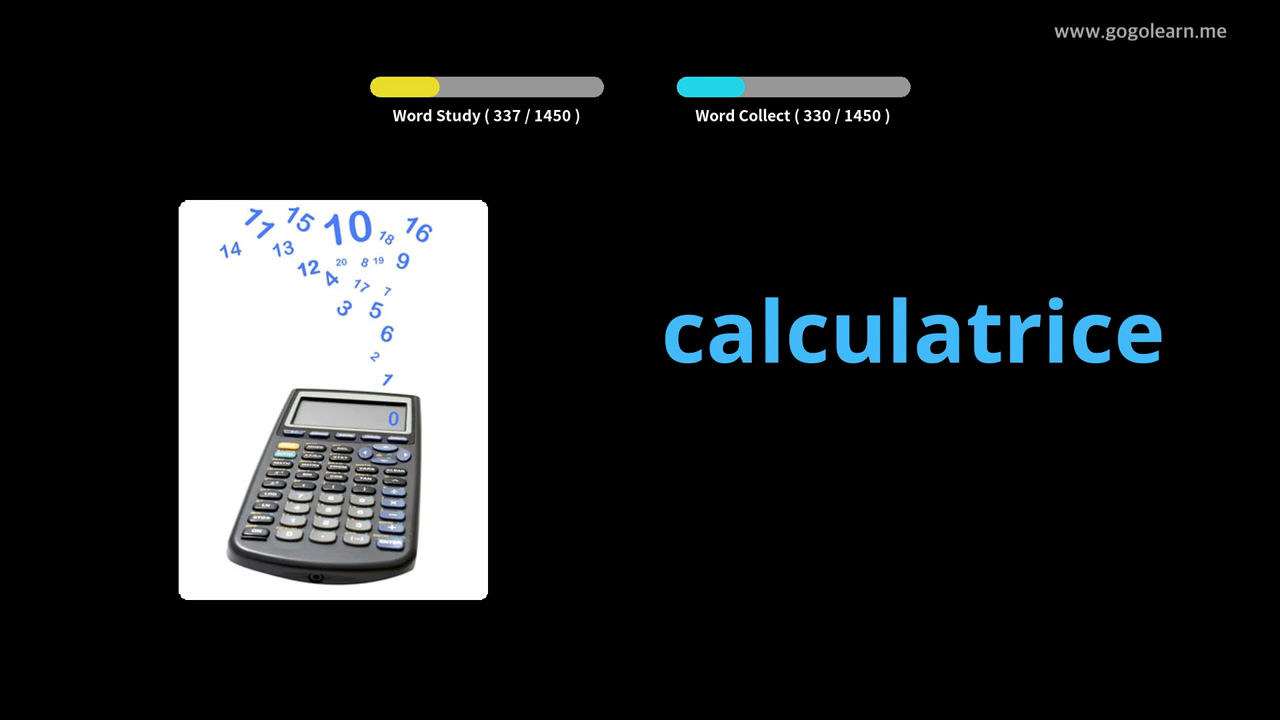 www.gogolearn.me
Word Study ( 337 / 1450 )
Word Collect ( 330 / 1450 )
11 15 10 18 16
14 13 12 20 8 19 9
4 17 7
3 5
6
2
1
calculatrice
0